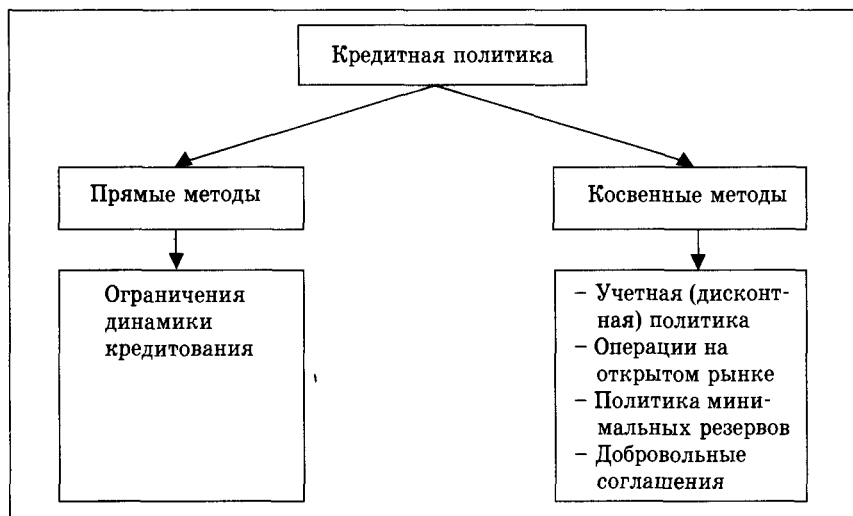 Кредитная политика
Прямые методы
Косвенные методы
Ограничения
динамики
кредитования
– Учетная (дисконт-
ная) политика
– Операции на
открытом рынке
– Политика мини-
мальных резервов
– Добровольные
соглашения